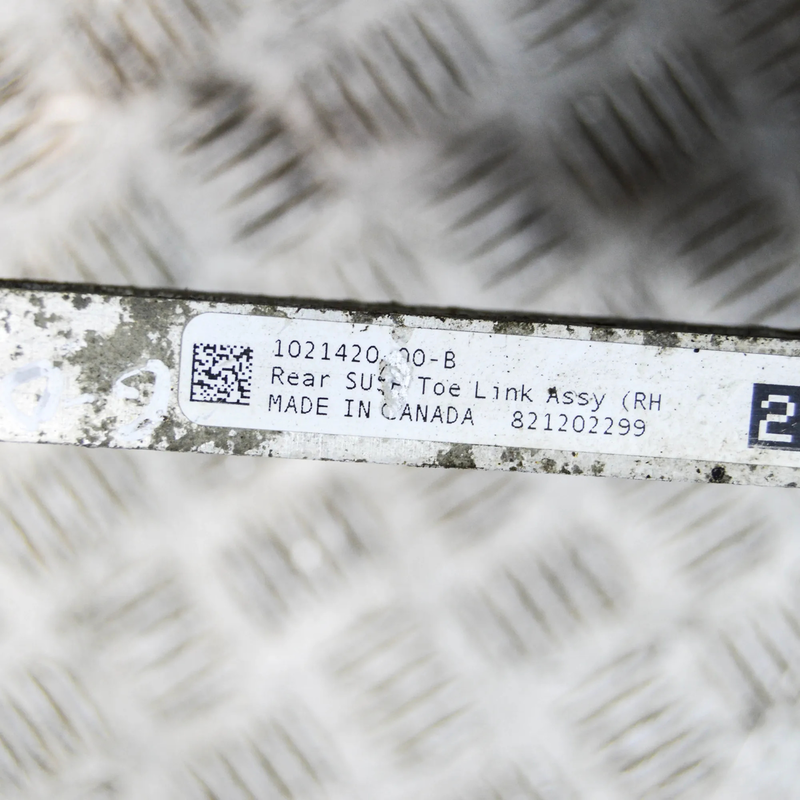 1021420 00-B
Rear Toe Link Assy (RH
MADE IN CANADA 821202299
2